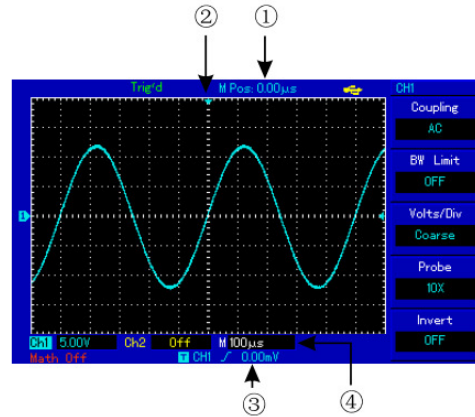 ② ①
Trig'd M Pos: 0.00μs CH1
Coupling
AC
BW Limit
OFF
Volts/Div
Coarse
1
Probe
10X
Invert
OFF
Ch1 5.00V Ch2 Off M 100μs
Math Off T CH1 0.00mV
③ ④